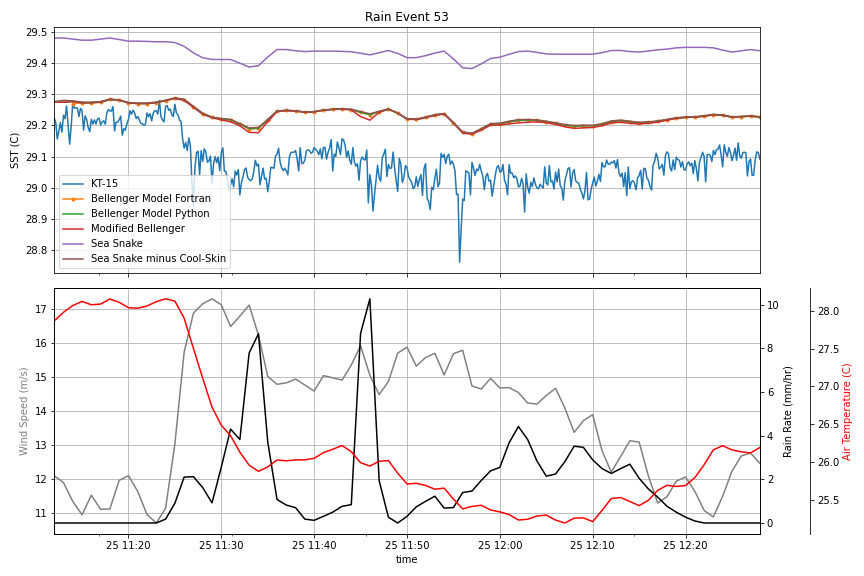 Rain Event 53
29.5
29.4
29.3
29.2
29.1
29.0
28.9
28.8
SST (C)
KT-15
Bellenger Model Fortran
Bellenger Model Python
Modified Bellenger
Sea Snake
Sea Snake minus Cool-Skin
17
16
15
14
13
12
11
Wind Speed (m/s)
10
8
6
4
2
0
Rain Rate (mm/hr)
28.0
27.5
27.0
26.5
26.0
25.5
Air Temperature (C)
25 11:20
25 11:30
25 11:40
25 11:50
25 12:00
25 12:10
25 12:20
time